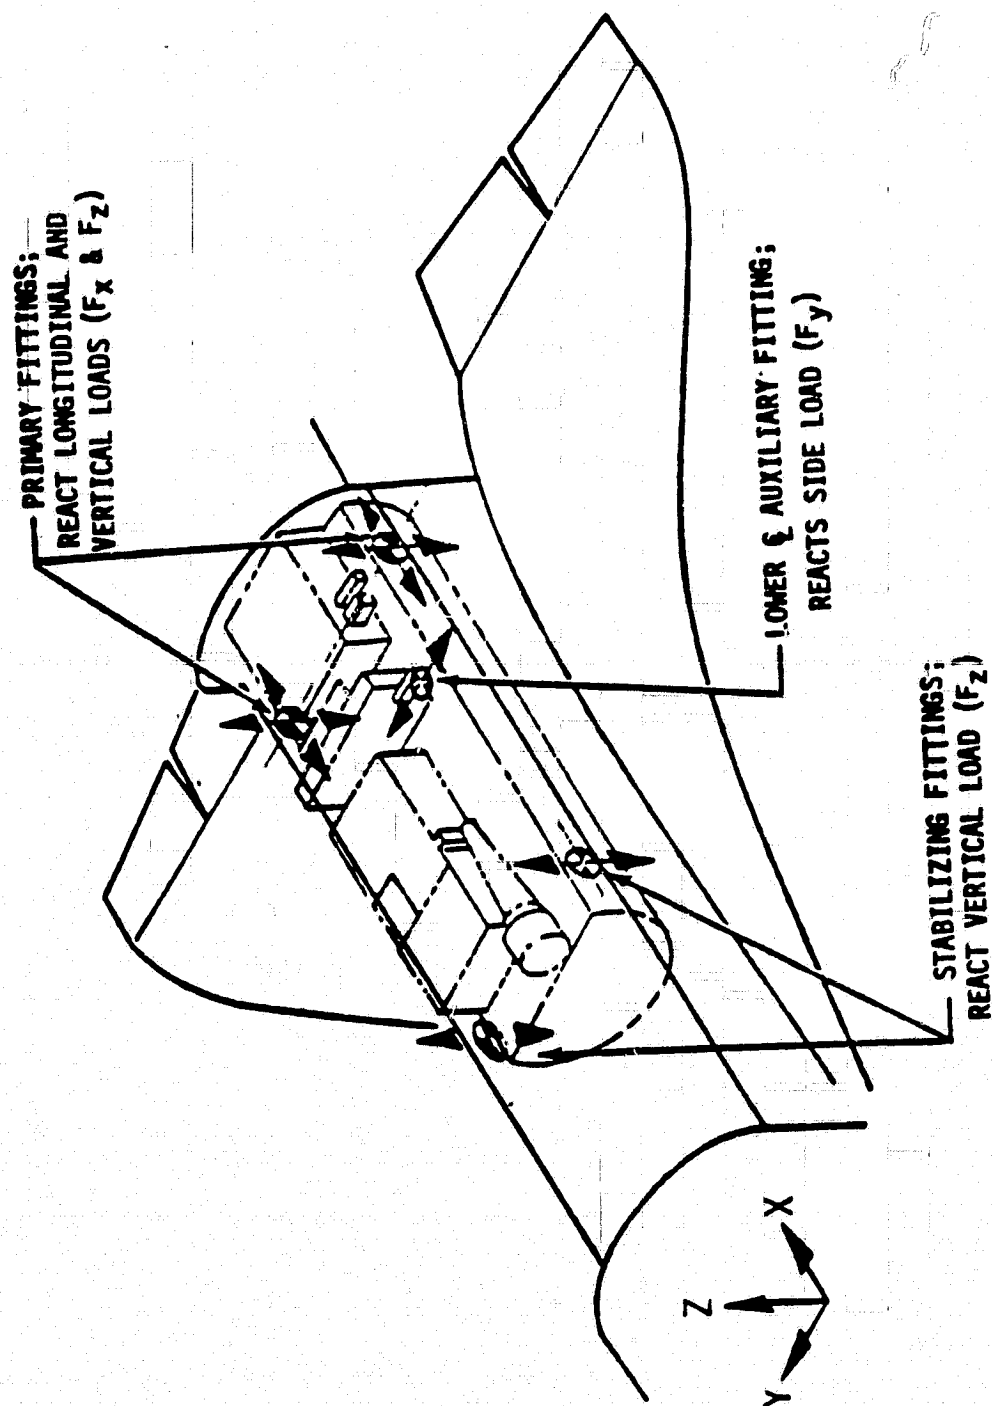 PRIMARY FITTINGS;
REACT LONGITUDINAL AND
VERTICAL LOADS (Fx & Fz)
LOWER ℄ AUXILIARY FITTING;
REACTS SIDE LOAD (Fy)
STABILIZING FITTINGS;
REACT VERTICAL LOAD (Fz)
Z
X
Y